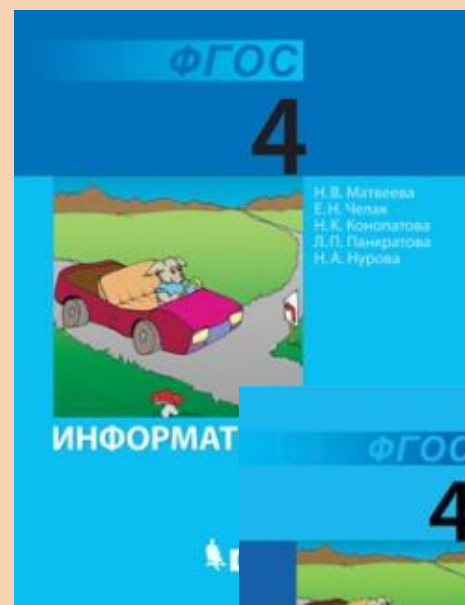 ФГОС
4
Н.В. Матвеева
Е.Н. Челак
Н.К. Конопатова
Л.П. Панкратова
Н.А. Нурова
ИНФОРМАТ
ФГОС
4